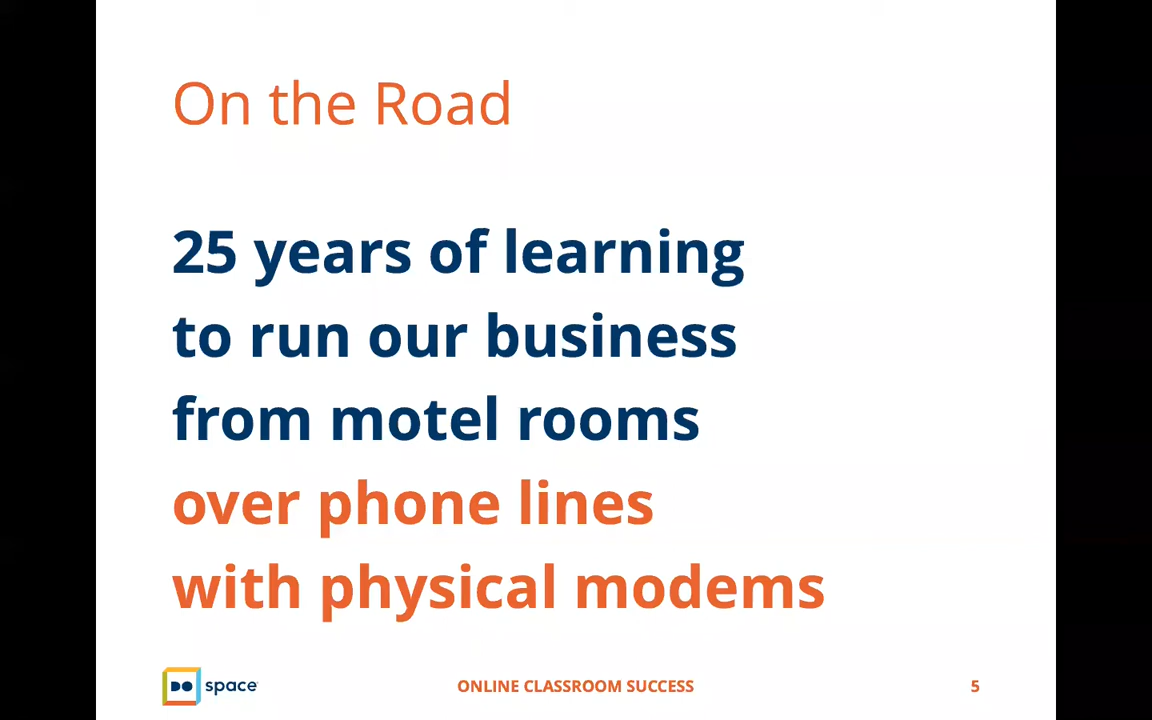 On the Road
25 years of learning
to run our business
from motel rooms
over phone lines
with physical modems
DO space
ONLINE CLASSROOM SUCCESS
5